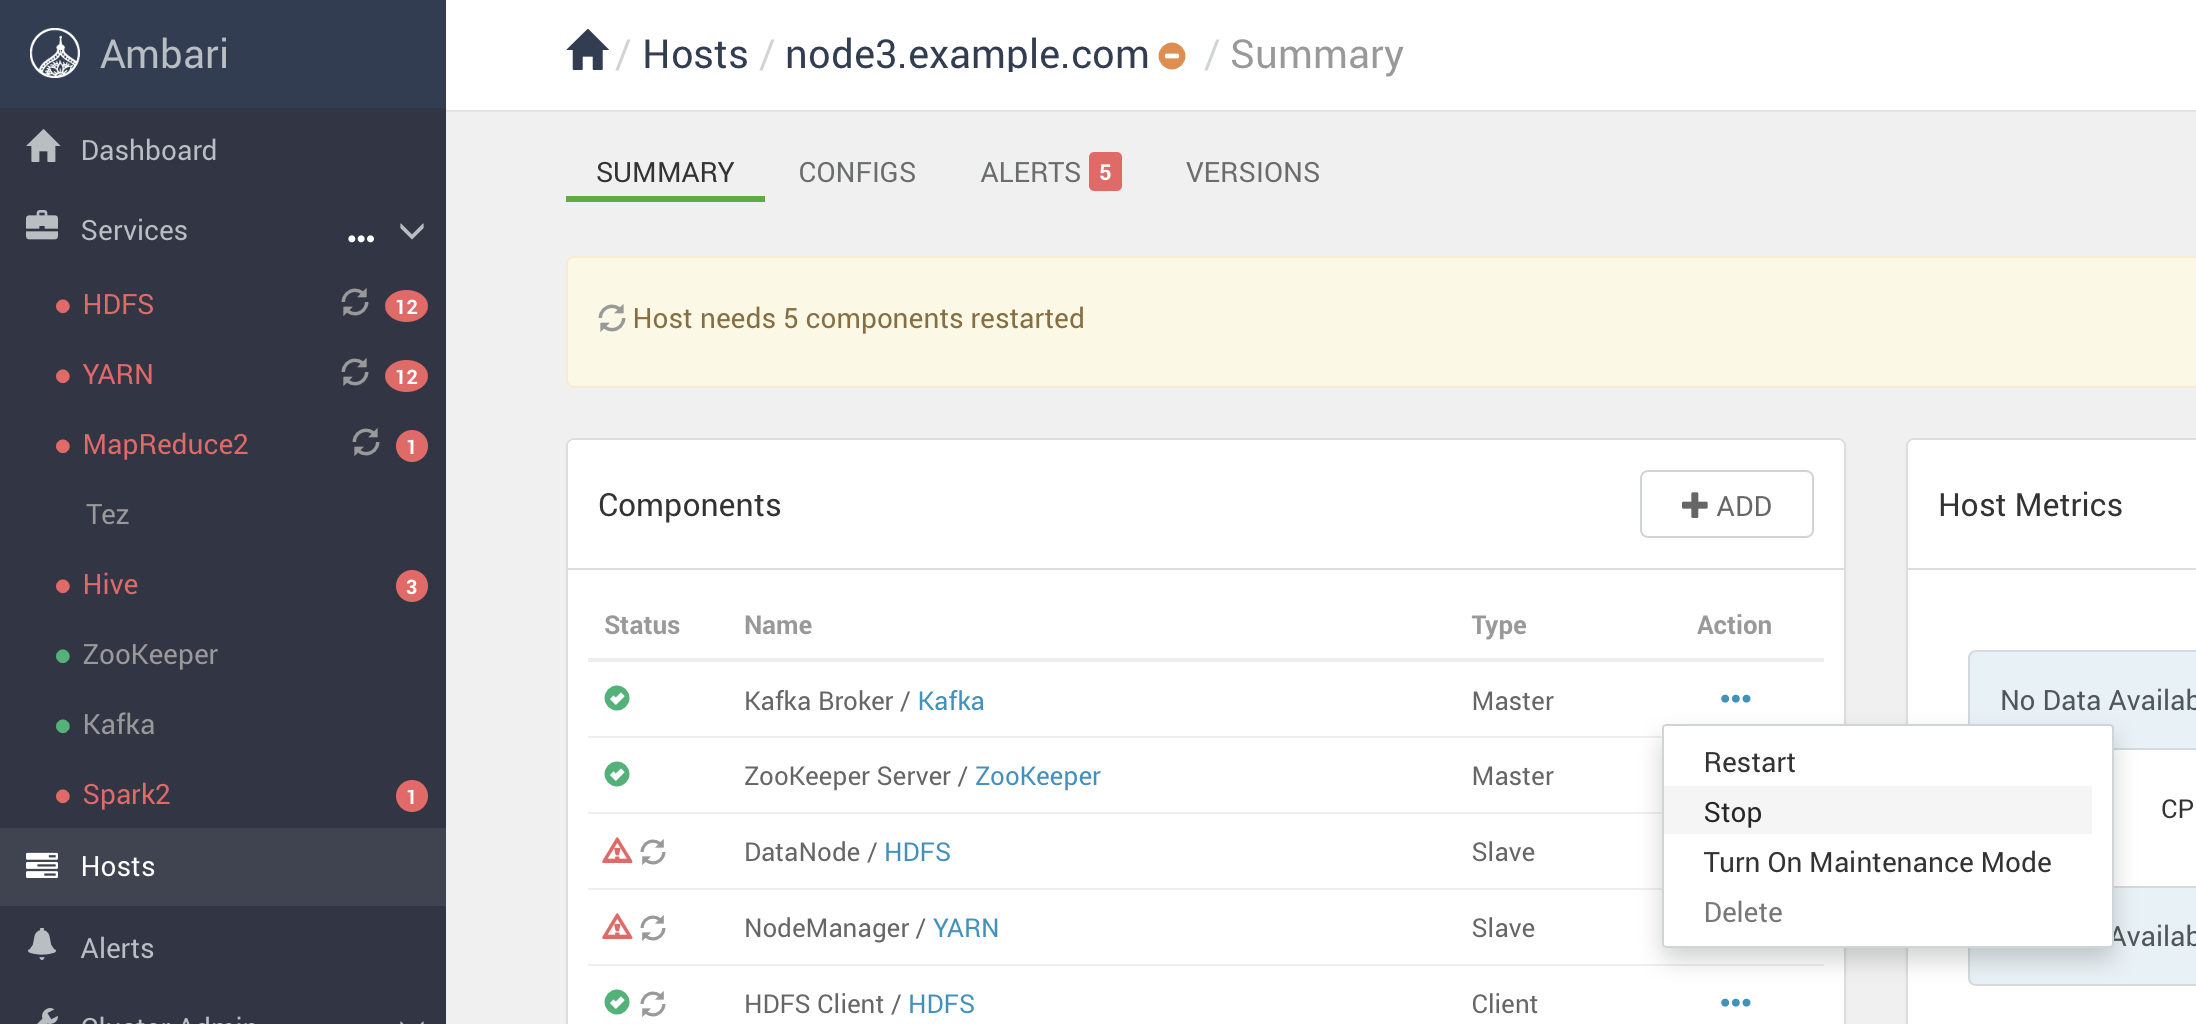 Ambari
/ Hosts / node3.example.com / Summary
Dashboard
Services
HDFS 12
YARN 12
MapReduce2 1
Tez
Hive 3
ZooKeeper
Kafka
Spark2 1
Hosts
Alerts
Cluster Admin
SUMMARY CONFIGS ALERTS 5 VERSIONS
Host needs 5 components restarted
Components ADD
Status Name Type Action
Kafka Broker / Kafka Master
ZooKeeper Server / ZooKeeper Master
DataNode / HDFS Slave
NodeManager / YARN Slave
HDFS Client / HDFS Client
Restart
Stop
Turn On Maintenance Mode
Delete
Host Metrics
No Data
CP